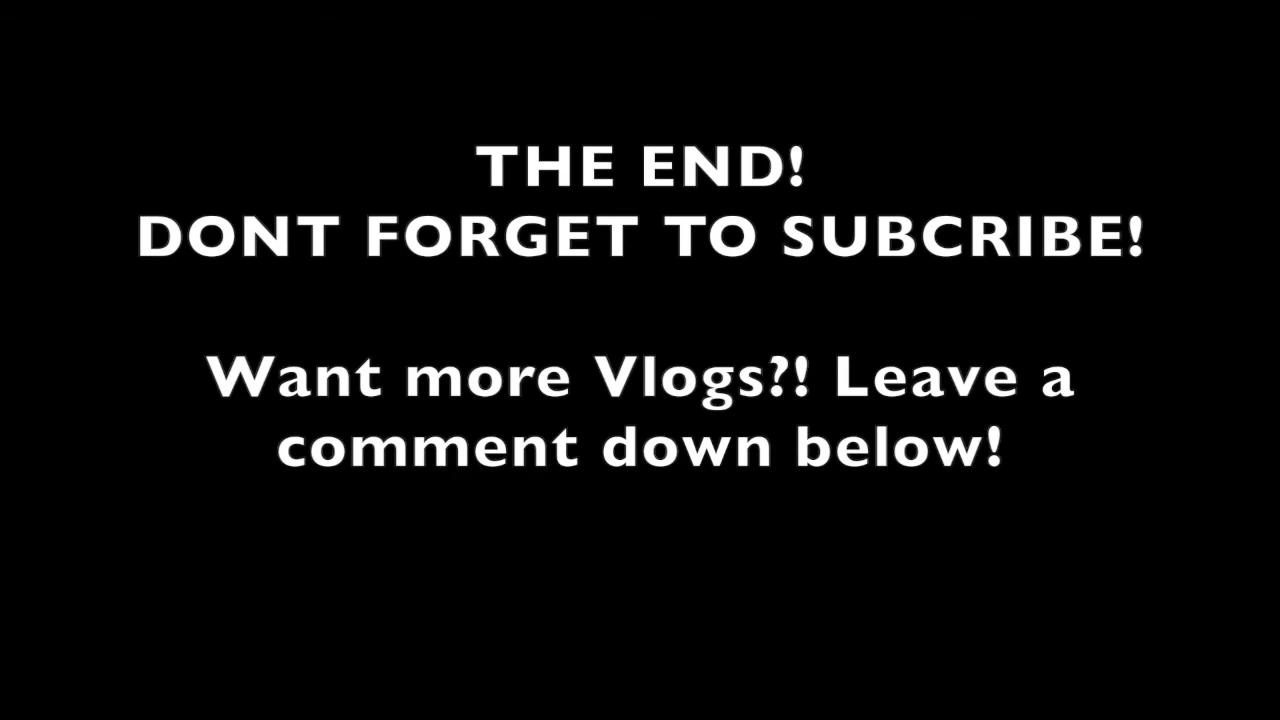 THE END!
DONT FORGET TO SUBCRIBE!
Want more Vlogs?! Leave a
comment down below!